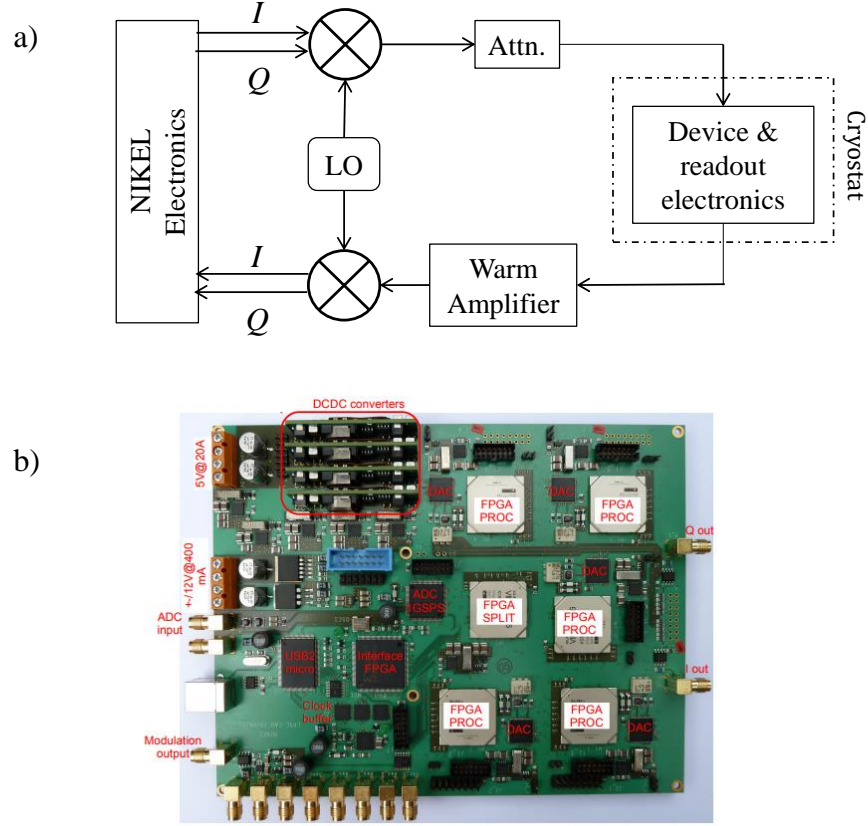 a)
I
Q
NIKEL
Electronics
LO
Attn.
Device &
readout
electronics
Cryostat
Warm
Amplifier
I
Q
b)
DCDC converters
5V@20A
+-/12V@400
mA
ADC
input
Modulation
output
USB2
micro
Interface
FPGA
Clock
buffer
ADC
1GSPS
DAC
FPGA
PROC
DAC
FPGA
PROC
Q out
FPGA
SPLIT
DAC
FPGA
PROC
I out
FPGA
PROC
DAC
FPGA
PROC
DAC